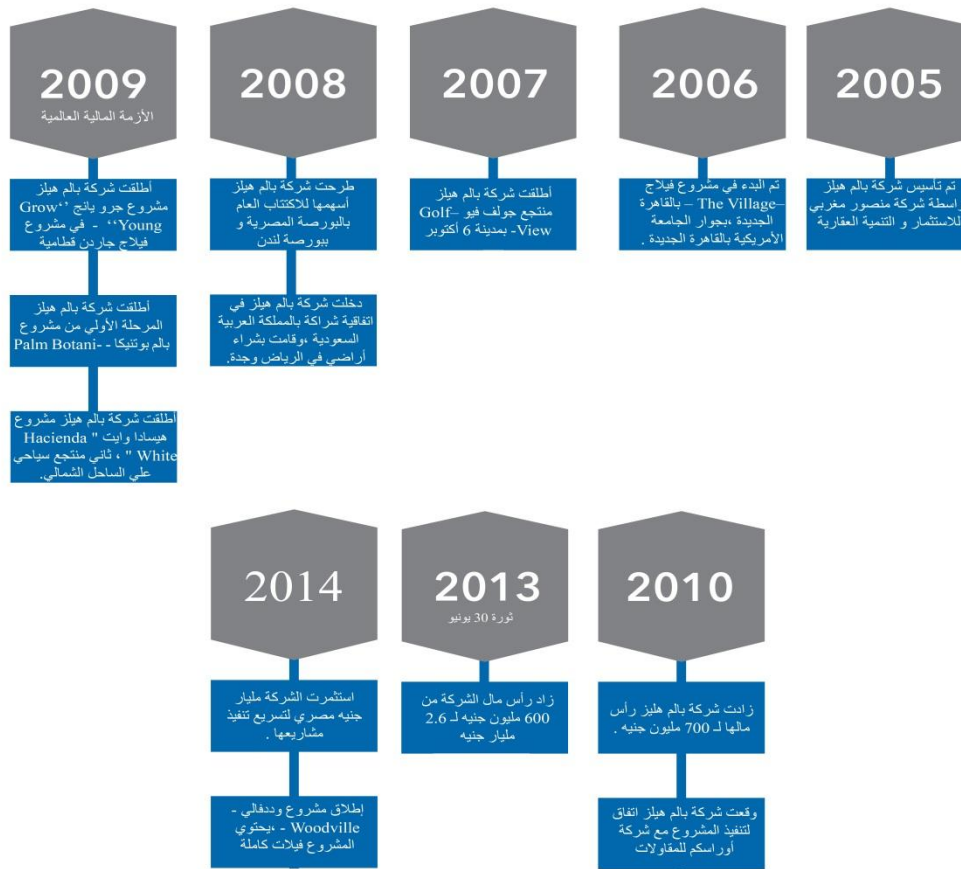 2005
تم تأسيس شركة بالم هيلز
بواسطة شركة منصور مغربي
للاستثمار و التنمية العقارية
2006
تم البدء في مشروع فيلاج
–The Village – بالقاهرة
الجديدة ،بجوار الجامعة
الأمريكية بالقاهرة الجديدة .
2007
أطلقت شركة بالم هيلز
منتجع جولف فيو –Golf
View- بمدينة 6 أكتوبر
2008
طرحت شركة بالم هيلز
أسهمها للاكتتاب العام
بالبورصة المصرية و
ببورصة لندن
دخلت شركة بالم هيلز في
اتفاقية شراكة بالمملكة العربية
السعودية ،وقامت بشراء
أراضي في الرياض وجدة.
2009
الأزمة المالية العالمية
أطلقت شركة بالم هيلز
مشروع جرو يانج ‘‘Grow
Young‘‘ - في مشروع
فيلاج جاردن قطامية
أطلقت شركة بالم هيلز
المرحلة الأولي من مشروع
بالم بوتنيكا - -Palm Botani
أطلقت شركة بالم هيلز مشروع
هيسادا وايت " Hacienda
White " ، ثاني منتجع سياحي
علي الساحل الشمالي.
2010
زادت شركة بالم هليز رأس
مالها لـ 700 مليون جنيه .
وقعت شركة بالم هيلز اتفاق
لتنفيذ المشروع مع شركة
أوراسكم للمقاولات
2013
ثورة 30 يونيو
زاد رأس مال الشركة من
600 مليون جنيه لـ 2.6
مليار جنيه
2014
استثمرت الشركة مليار
جنيه مصري لتسريع تنفيذ
مشاريعها .
إطلاق مشروع وددفالي -
Woodville - ،يحتوي
المشروع فيلات كاملة